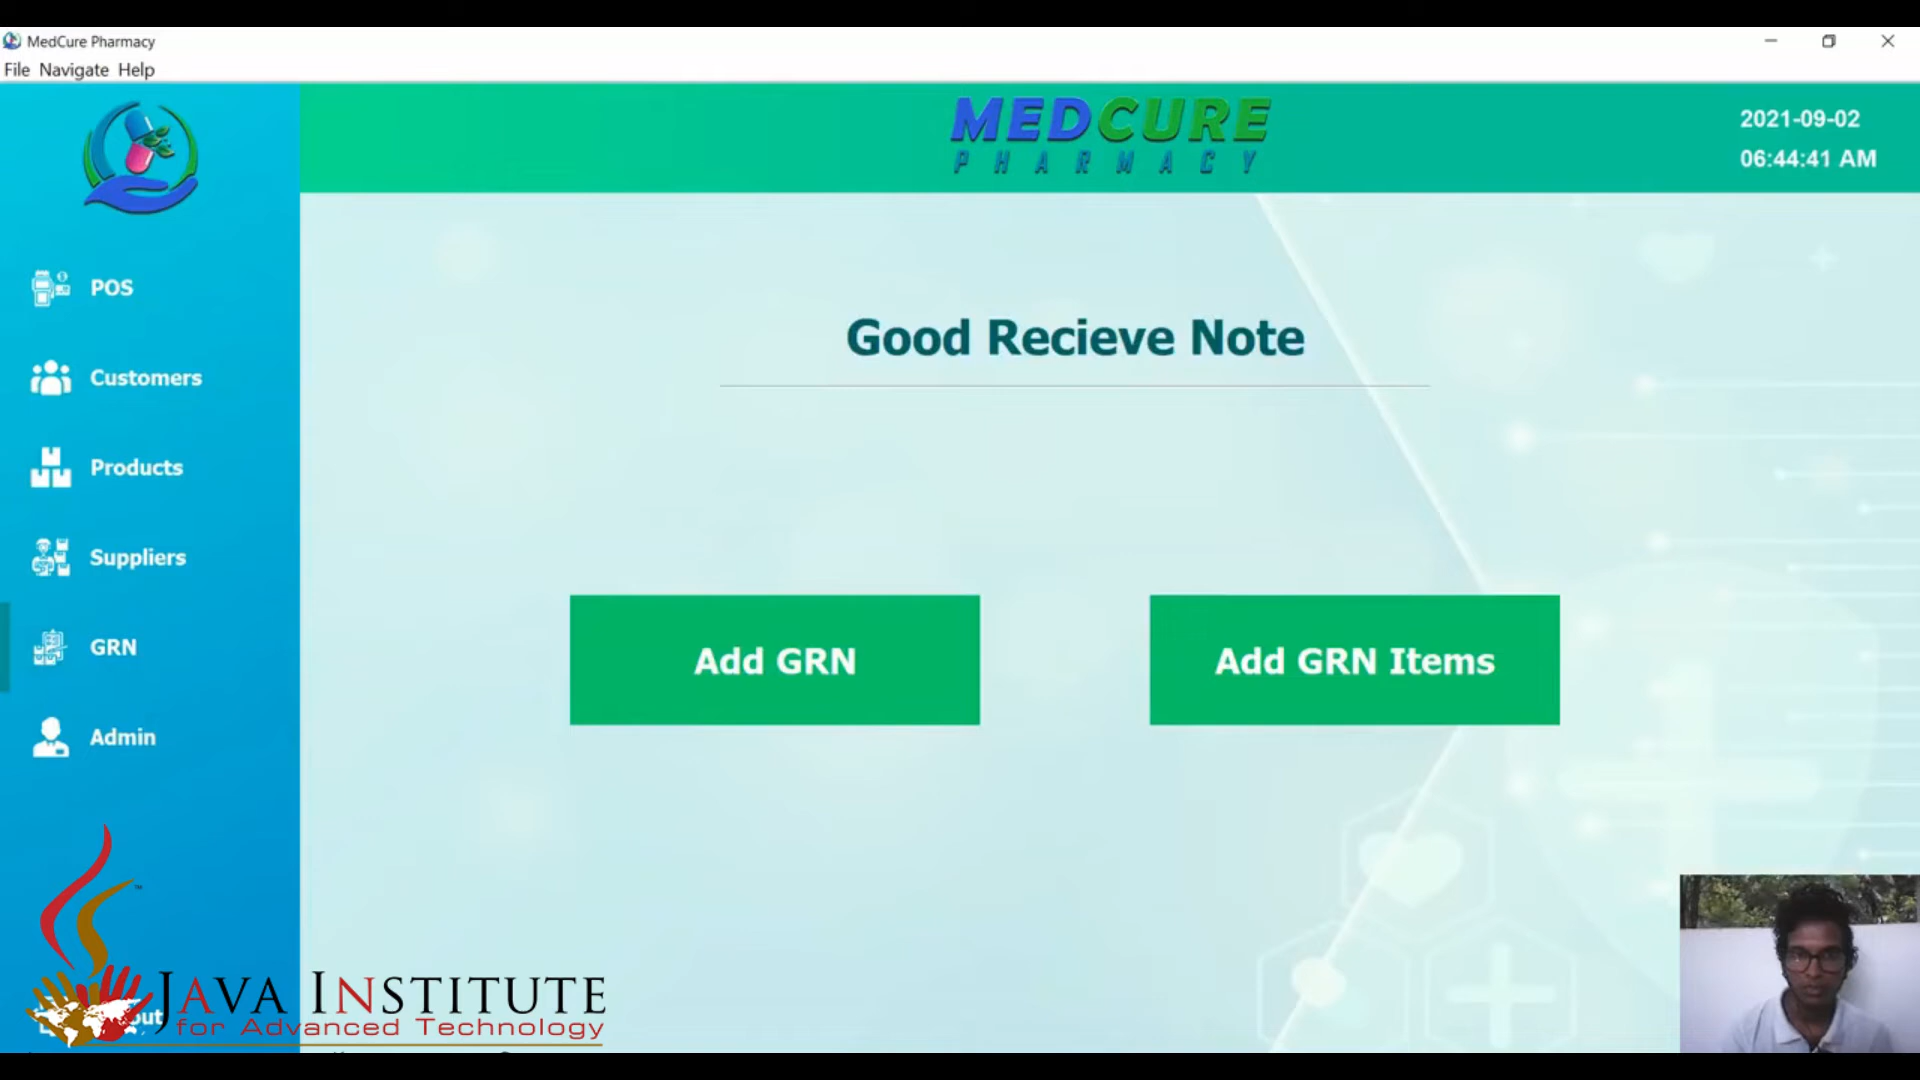 MedCure Pharmacy
File Navigate Help
MEDCURE
PHARMACY
2021-09-02
06:44:41 AM
POS
Customers
Products
Suppliers
GRN
Admin
Good Recieve Note
Add GRN
Add GRN Items
JAVA INSTITUTE
for Advanced Technology
TM